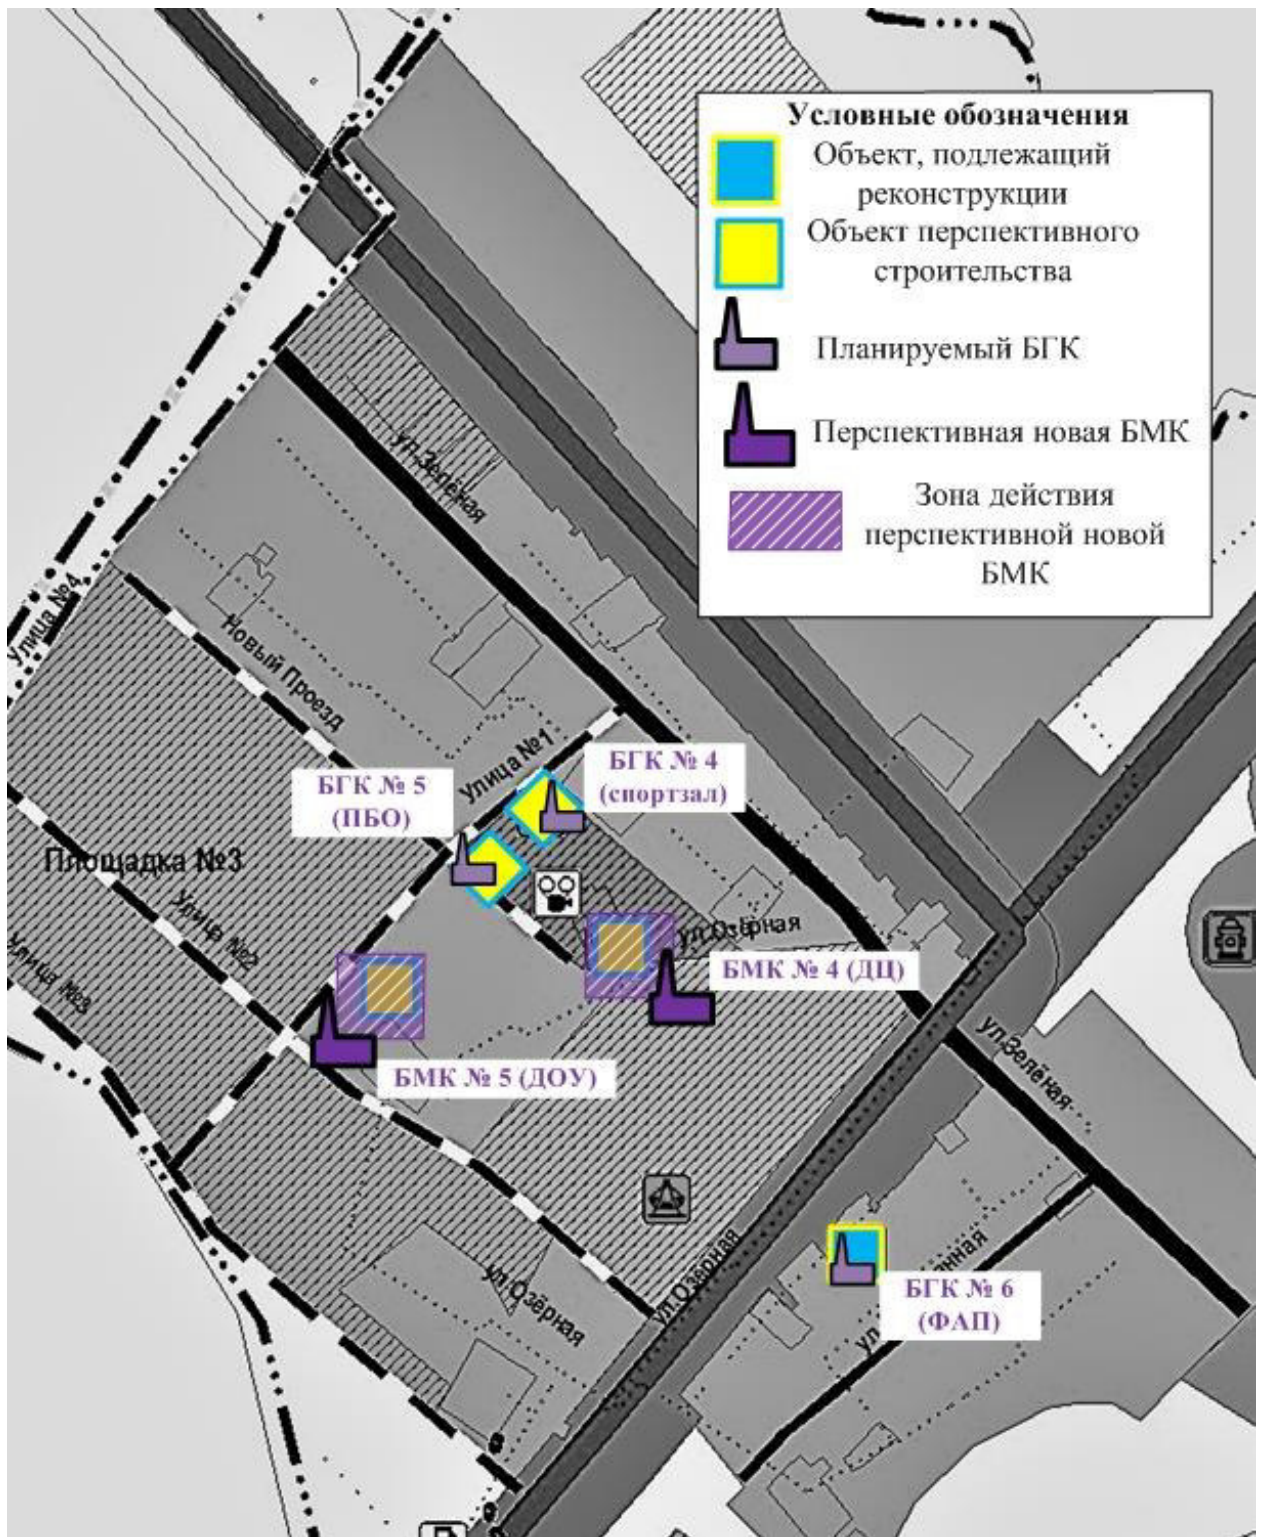 Условные обозначения
Объект, подлежащий
реконструкции
Объект перспективного
строительства
Планируемый БГК
Перспективная новая БМК
Зона действия
перспективной новой
БМК
ул.Зелёная
Улица №4
Новый Проезд
Улица №1
БГК № 4
(спортзал)
БГК № 5
(ПБО)
Площадка №3
Улица №2
Улица №3
ул.Озёрная
БМК № 4 (ДЦ)
БМК № 5 (ДОУ)
ул.Зелёная
ул.Озёрная
ул.Озёрная
БГК № 6
(ФАП)